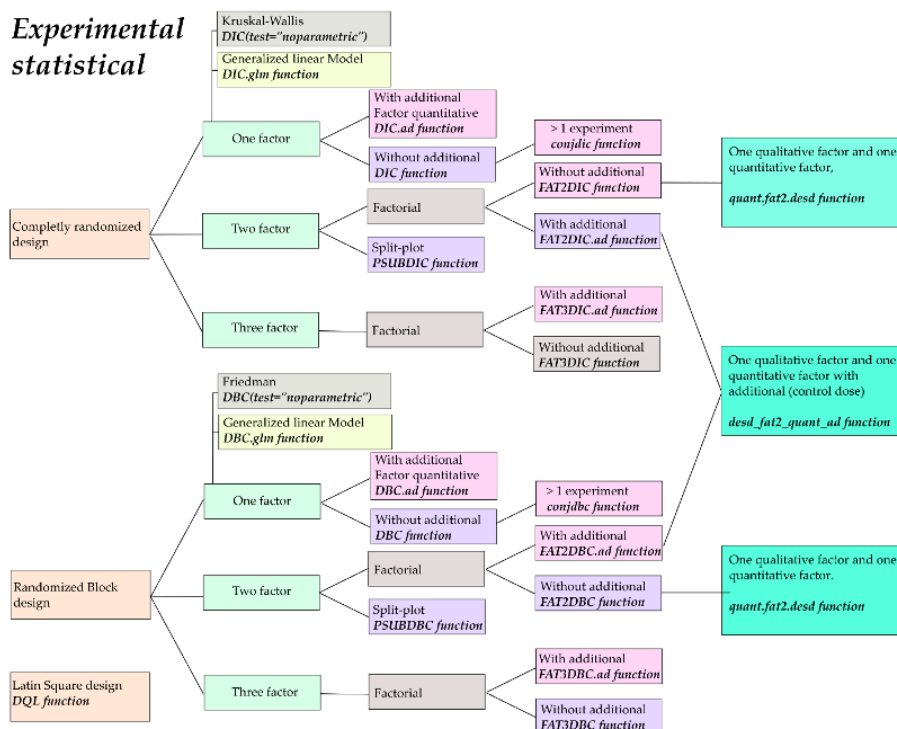 Experimental
statistical
Kruskal-Wallis
DIC(test="noparametric")
Generalized linear Model
DIC.glm function
One factor
With additional
Factor quantitative
DIC.ad function
Without additional
DIC function
> 1 experiment
conjdic function
Completly randomized
design
Two factor
Factorial
Without additional
FAT2DIC function
With additional
FAT2DIC.ad function
Split-plot
PSUBDIC function
One qualitative factor and one
quantitative factor,
quant.fat2.desd function
Three factor
Factorial
With additional
FAT3DIC.ad function
Without additional
FAT3DIC function
One qualitative factor and one
quantitative factor with
additional (control dose)
desd_fat2_quant_ad function
Friedman
DBC(test="noparametric")
Generalized linear Model
DBC.glm function
One factor
With additional
Factor quantitative
DBC.ad function
Without additional
DBC function
> 1 experiment
conjdbc function
Randomized Block
design
Two factor
Factorial
With additional
FAT2DBC.ad function
Without additional
FAT2DBC function
Split-plot
PSUBDBC function
One qualitative factor and one
quantitative factor.
quant.fat2.desd function
Three factor
Factorial
With additional
FAT3DBC.ad function
Without additional
FAT3DBC function
Latin Square design
DQL function